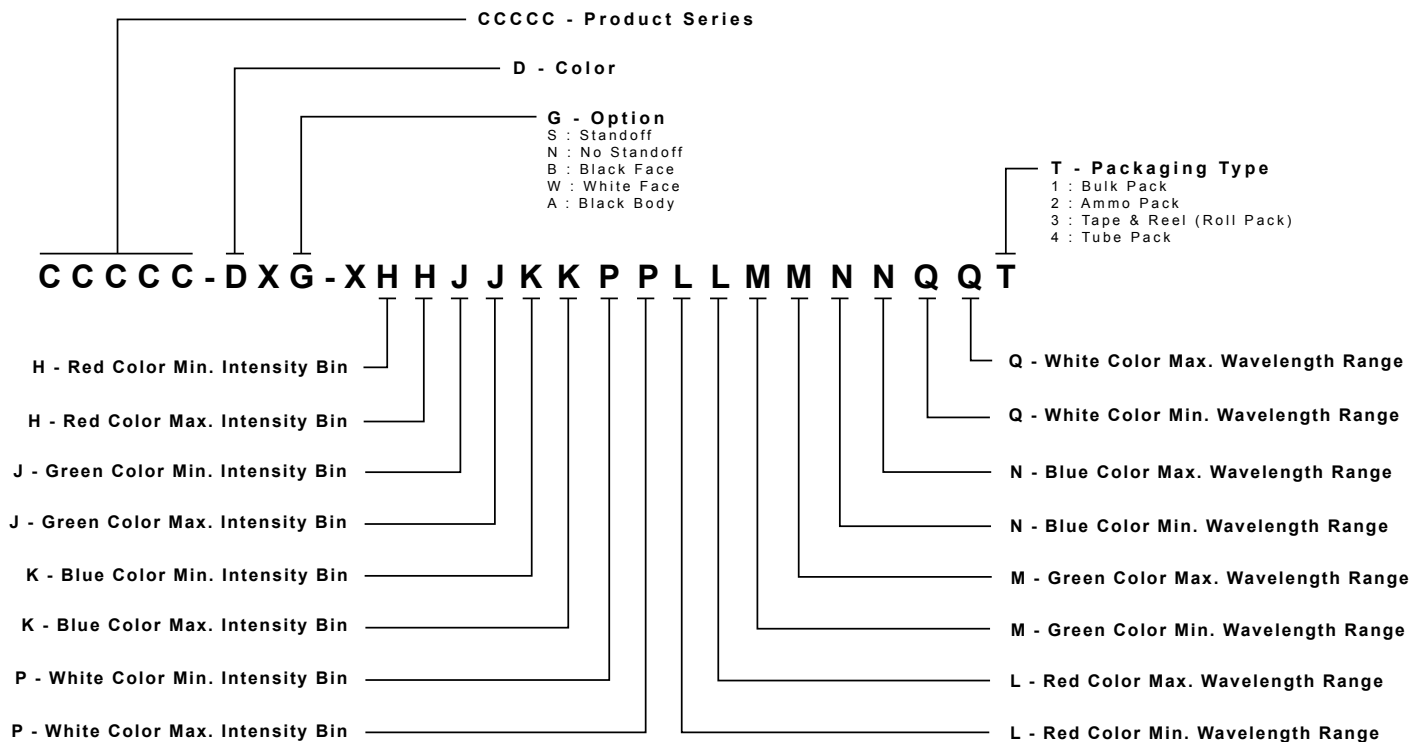 CCCCC - Product Series
D - Color
G - Option
S : Standoff
N : No Standoff
B : Black Face
W : White Face
A : Black Body
T - Packaging Type
1 : Bulk Pack
2 : Ammo Pack
3 : Tape & Reel (Roll Pack)
4 : Tube Pack
C C C C C - D X G - X H H J J K K P P L L M M N N Q Q T
H - Red Color Min. Intensity Bin
H - Red Color Max. Intensity Bin
J - Green Color Min. Intensity Bin
J - Green Color Max. Intensity Bin
K - Blue Color Min. Intensity Bin
K - Blue Color Max. Intensity Bin
P - White Color Min. Intensity Bin
P - White Color Max. Intensity Bin
Q - White Color Max. Wavelength Range
Q - White Color Min. Wavelength Range
N - Blue Color Max. Wavelength Range
N - Blue Color Min. Wavelength Range
M - Green Color Max. Wavelength Range
M - Green Color Min. Wavelength Range
L - Red Color Max. Wavelength Range
L - Red Color Min. Wavelength Range